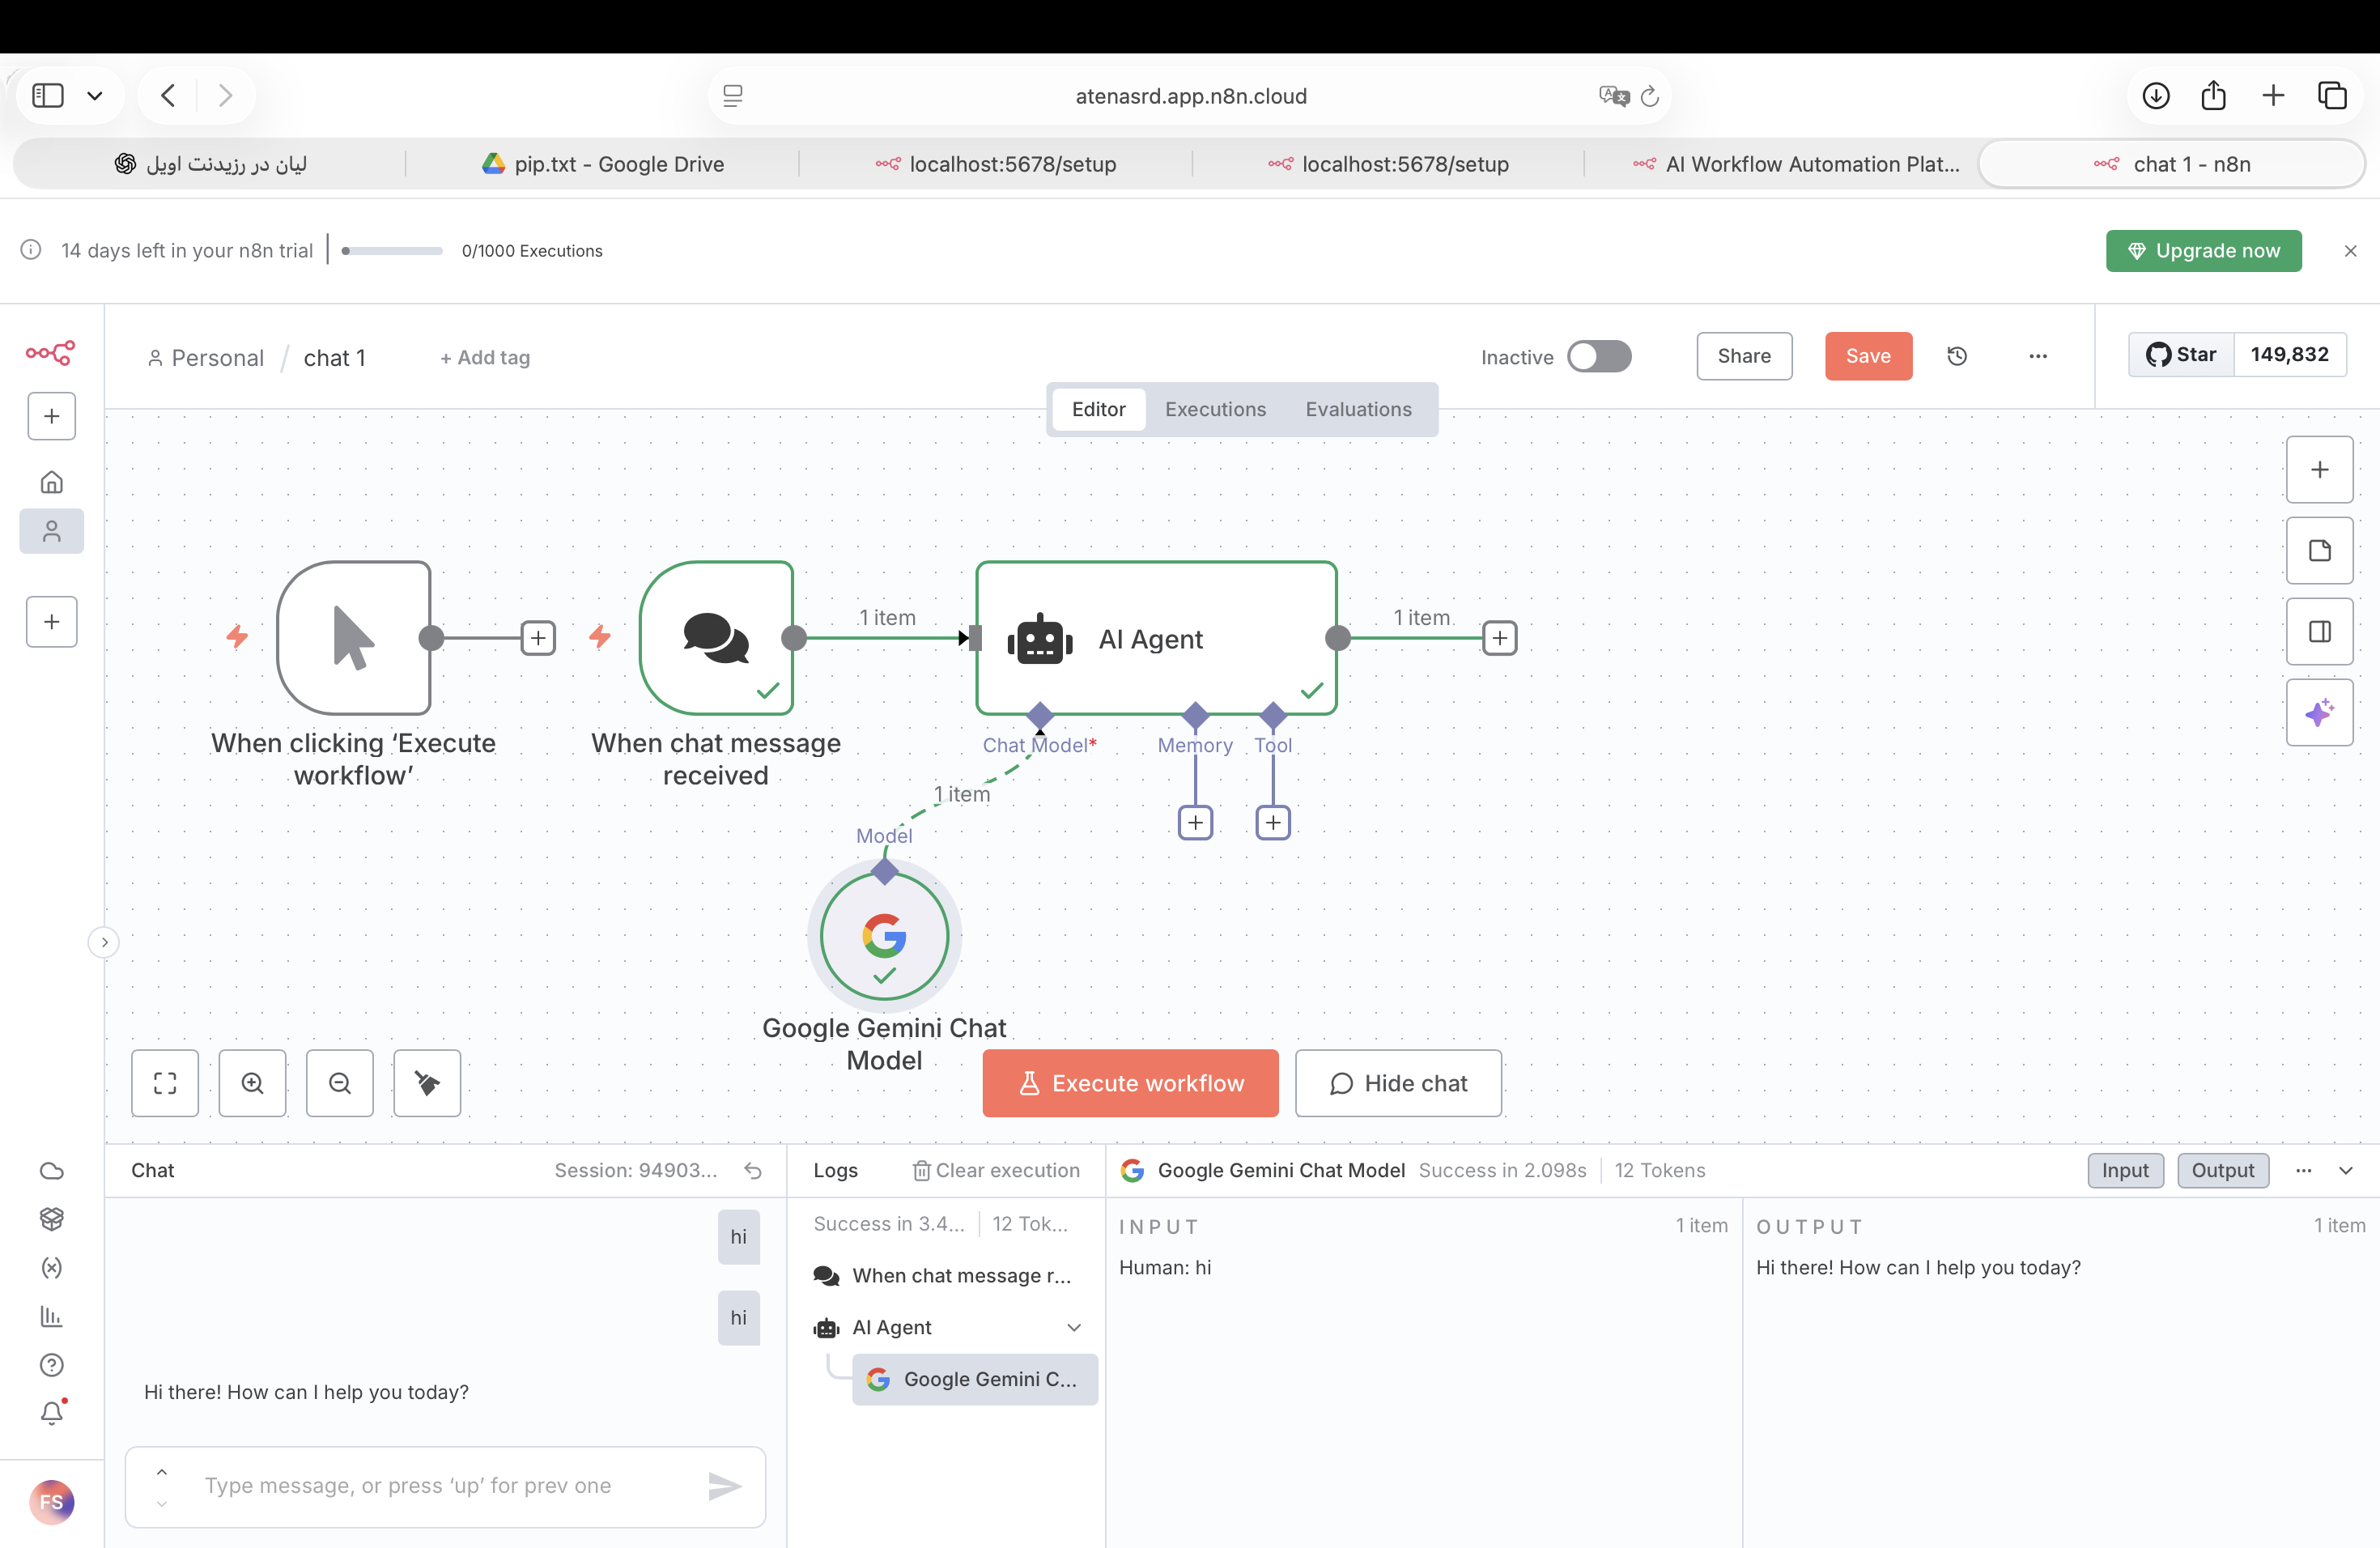 atenasrd.app.n8n.cloud
لیان در رزیدنت اویل
pip.txt - Google Drive
localhost:5678/setup
localhost:5678/setup
AI Workflow Automation Plat...
chat 1 - n8n
14 days left in your n8n trial
0/1000 Executions
Upgrade now
Personal / chat 1
+ Add tag
Inactive
Share
Save
Star
149,832
Editor
Executions
Evaluations
1 item
AI Agent
1 item
When clicking ‘Execute
workflow’
When chat message
received
Chat Model*
Memory
Tool
1 item
Model
Google Gemini Chat
Model
Execute workflow
Hide chat
Chat
Session: 94903...
hi
hi
Hi there! How can I help you today?
Type message, or press ‘up’ for prev one
Logs
Clear execution
Success in 3.4...
12 Tok...
When chat message r...
AI Agent
Google Gemini C...
Google Gemini Chat Model
Success in 2.098s
12 Tokens
Input
Output
INPUT
1 item
Human: hi
OUTPUT
1 item
Hi there! How can I help you today?
FS